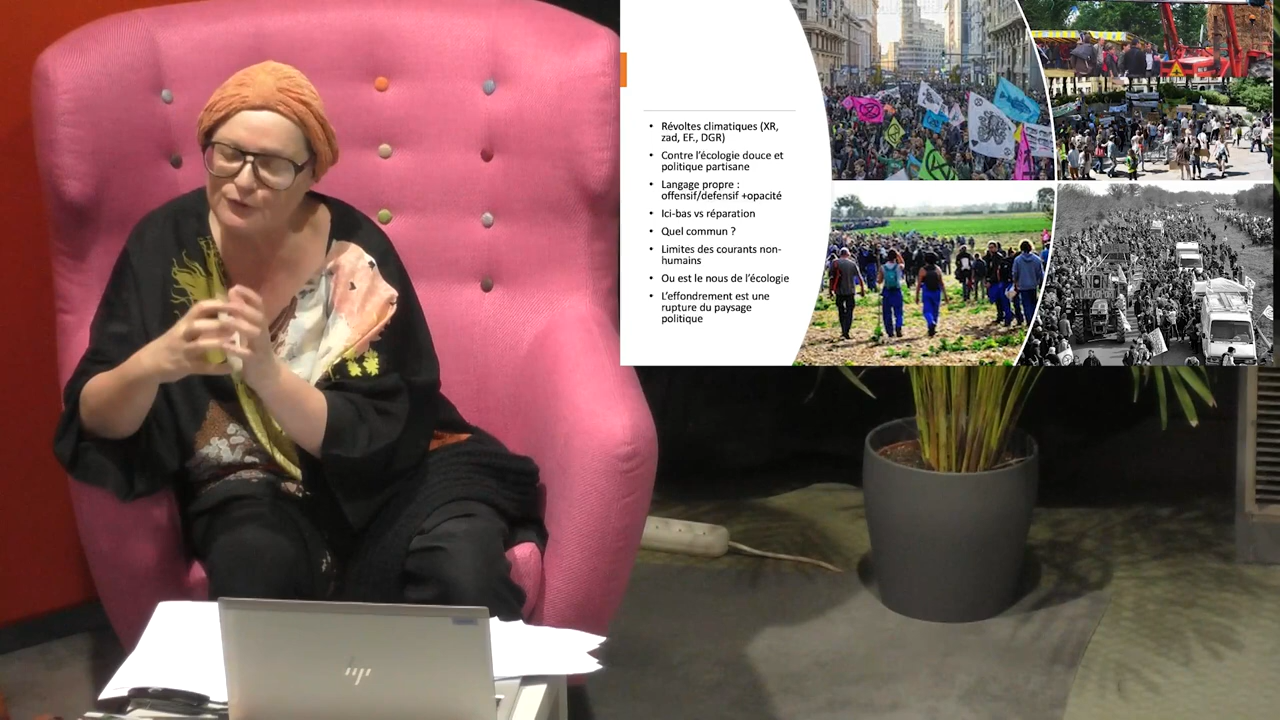 • Révoltes climatiques (XR,
zad, EF., DGR)
• Contre l'écologie douce et
politique partisane
• Langage propre :
offensif/defensif +opacité
• Ici-bas vs réparation
• Quel commun ?
• Limites des courants non-
humains
• Ou est le nous de l'écologie
• L'effondrement est une
rupture du paysage
politique
hp